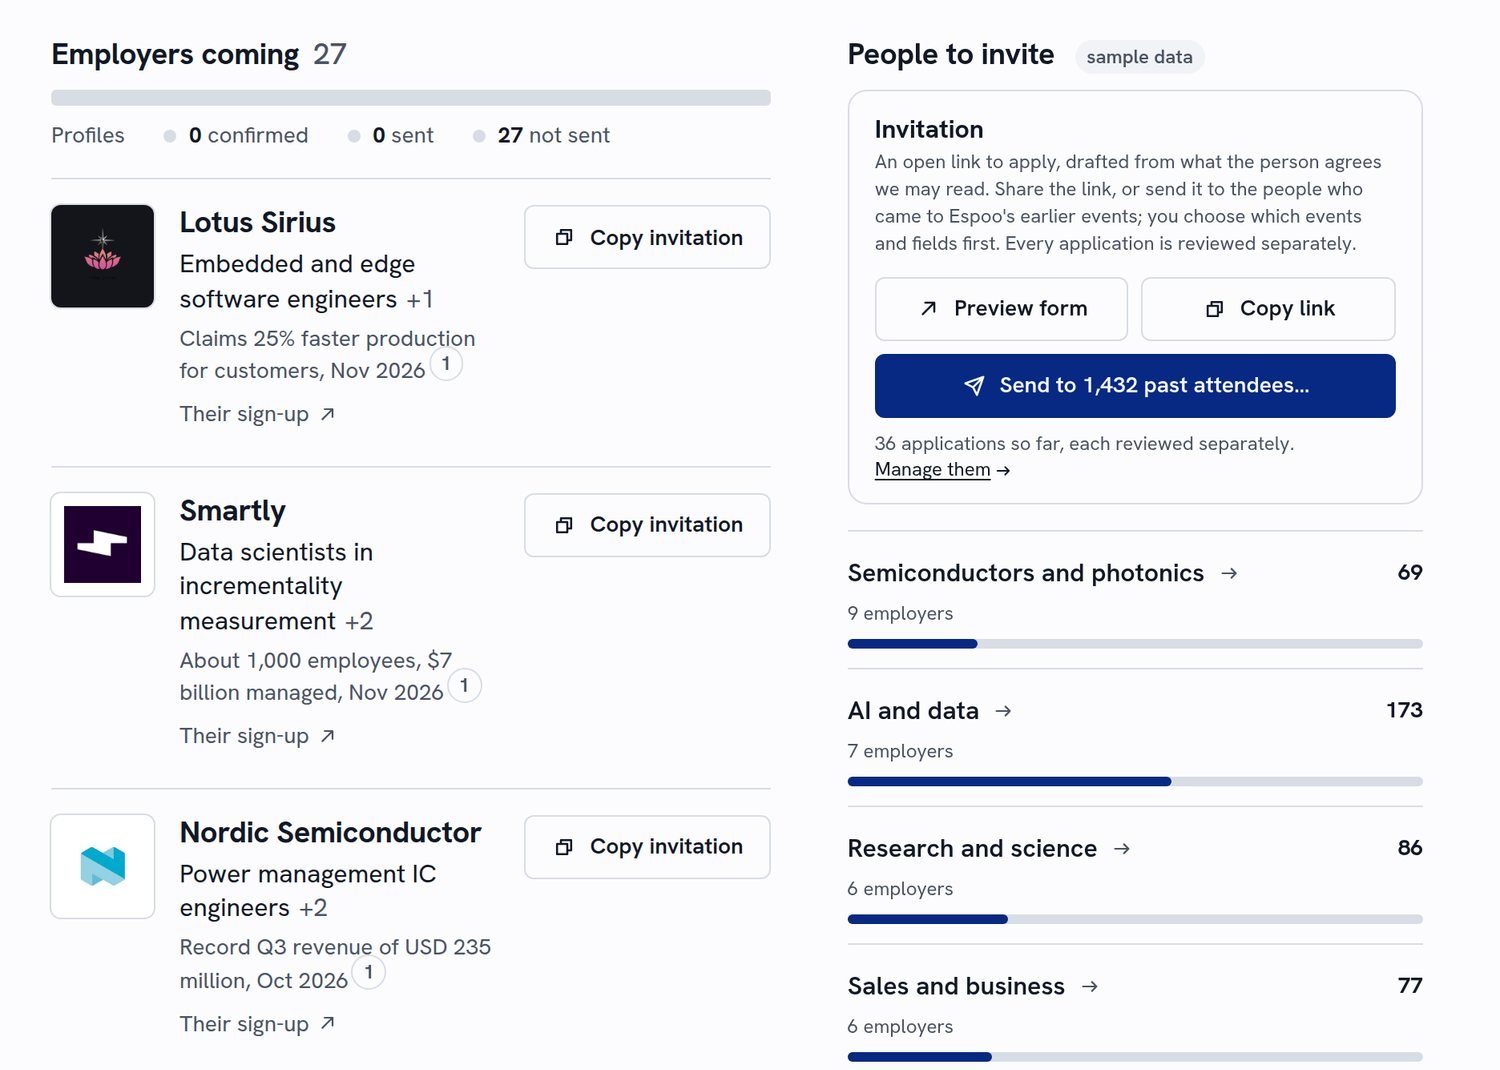 Employers coming 27
Profiles 0 confirmed 0 sent 27 not sent
Lotus Sirius
Embedded and edge
software engineers +1
Claims 25% faster production
for customers, Nov 2026 1
Their sign-up ↗
Copy invitation
Smartly
Data scientists in
incrementality
measurement +2
About 1,000 employees, $7
billion managed, Nov 2026 1
Their sign-up ↗
Copy invitation
Nordic Semiconductor
Power management IC
engineers +2
Record Q3 revenue of USD 235
million, Oct 2026 1
Their sign-up ↗
Copy invitation
People to invite sample data
Invitation
An open link to apply, drafted from what the person agrees
we may read. Share the link, or send it to the people who
came to Espoo's earlier events; you choose which events
and fields first. Every application is reviewed separately.
Preview form Copy link
Send to 1,432 past attendees...
36 applications so far, each reviewed separately.
Manage them →
Semiconductors and photonics → 69
9 employers
AI and data → 173
7 employers
Research and science → 86
6 employers
Sales and business → 77
6 employers